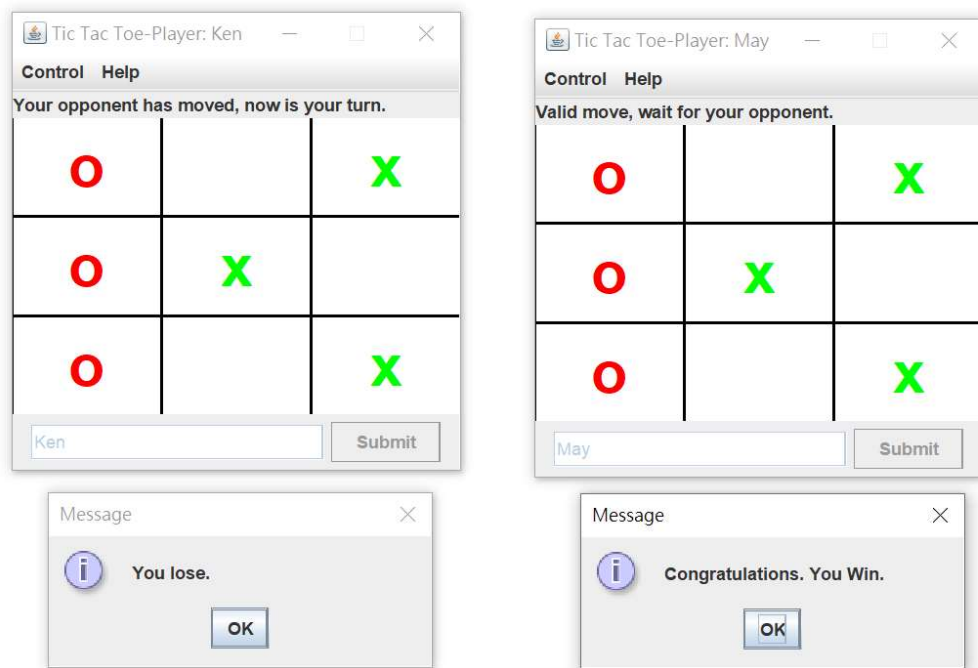 Tic Tac Toe-Player: Ken
Control Help
Your opponent has moved, now is your turn.
O X
O X
O X
Ken Submit
Message
You lose.
OK
Tic Tac Toe-Player: May
Control Help
Valid move, wait for your opponent.
O X
O X
O X
May Submit
Message
Congratulations. You Win.
OK